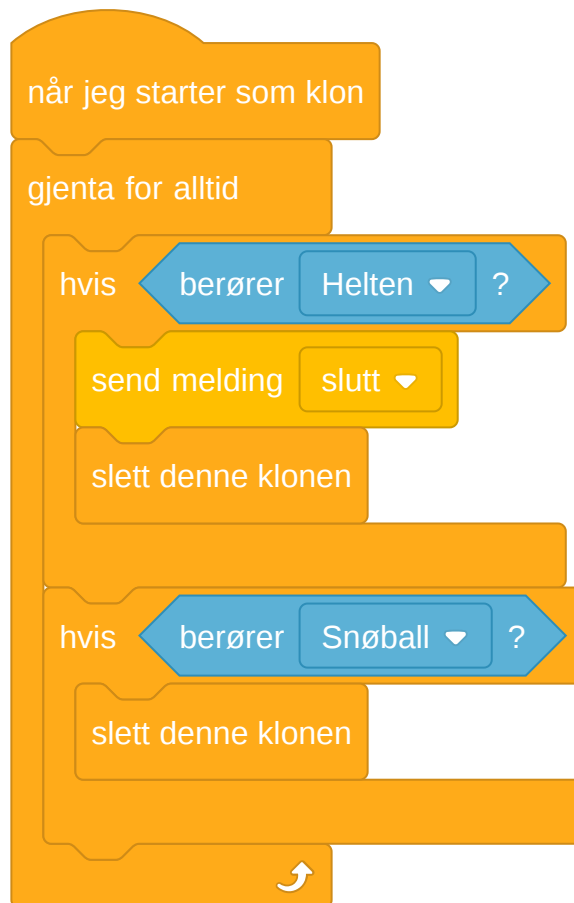 når jeg starter som klon
gjenta for alltid
hvis berører Helten ?
send melding slutt
slett denne klonen
hvis berører Snøball ?
slett denne klonen